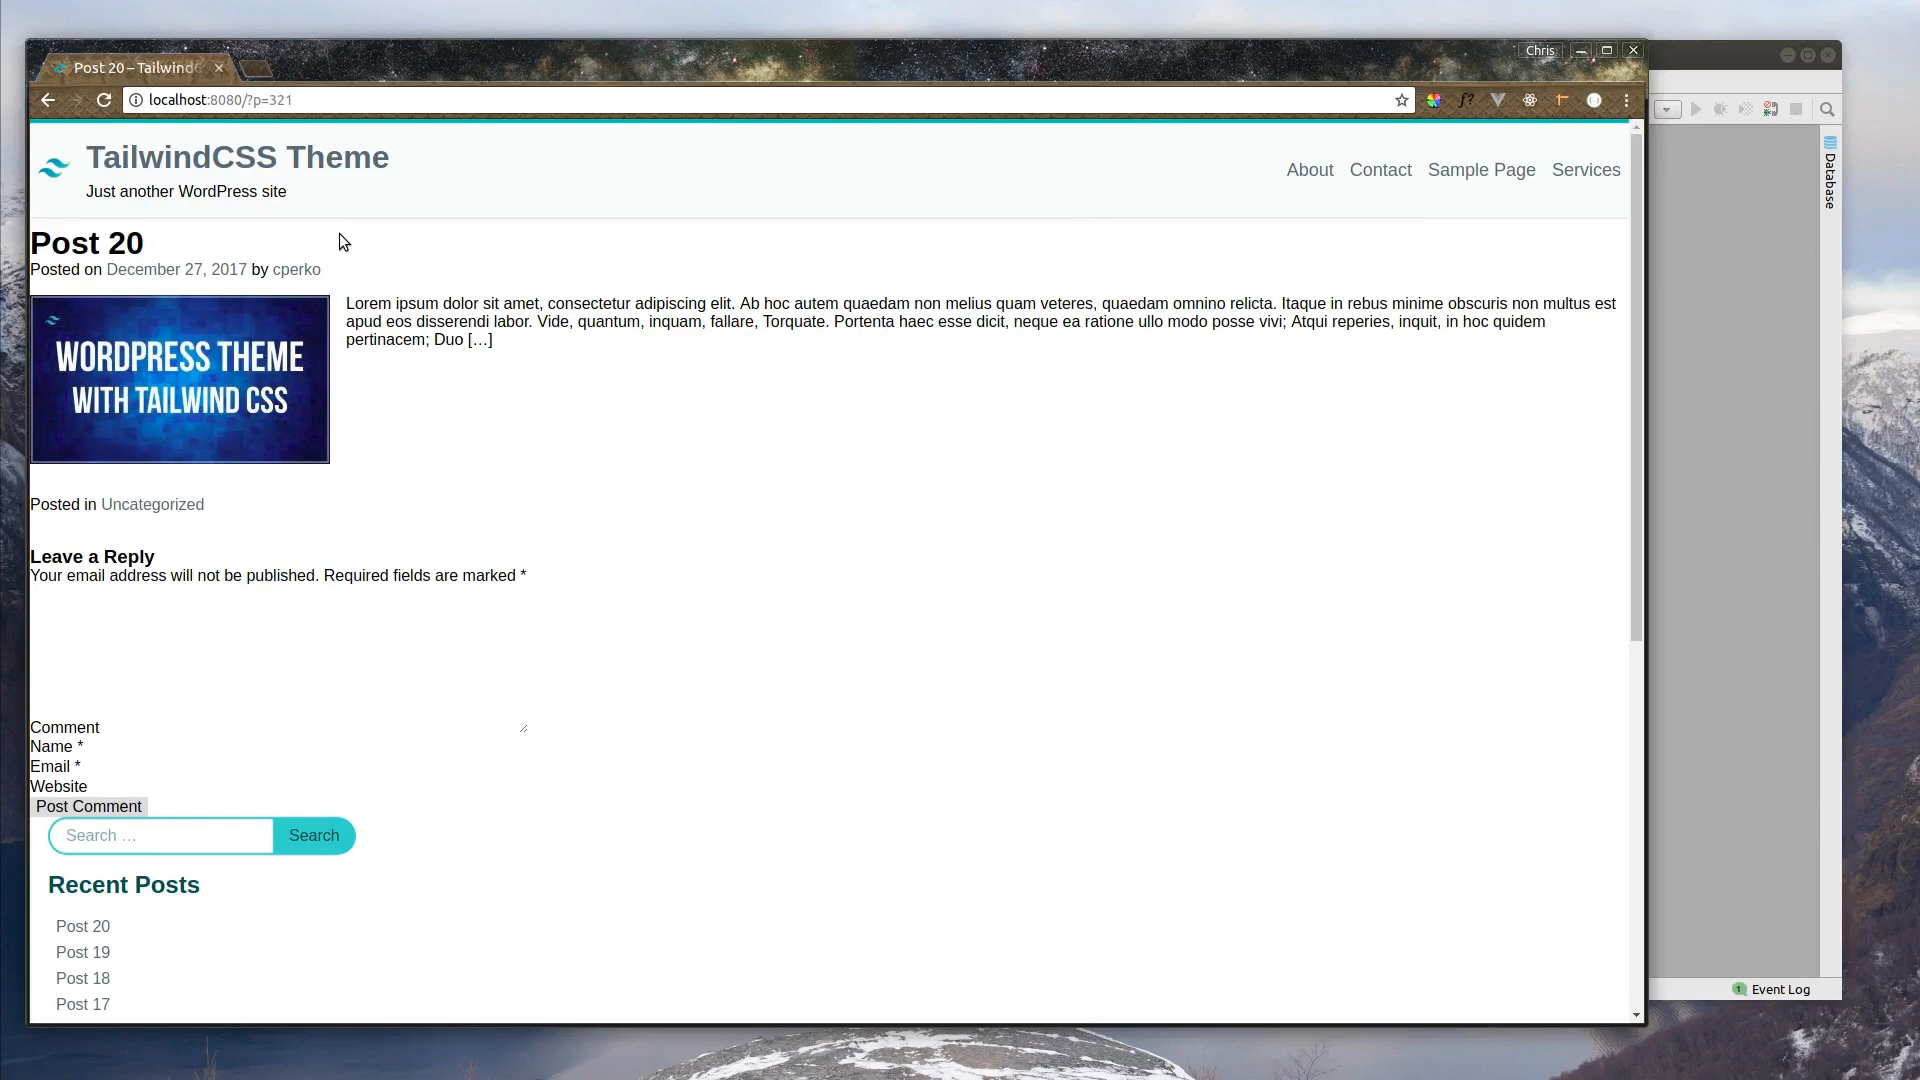 Chris
Post 20 – Tailwind
localhost:8080/?p=321
TailwindCSS Theme
Just another WordPress site
About
Contact
Sample Page
Services
Database
Post 20
Posted on December 27, 2017 by cperko
WORDPRESS THEME
WITH TAILWIND CSS
Lorem ipsum dolor sit amet, consectetur adipiscing elit. Ab hoc autem quaedam non melius quam veteres, quaedam omnino relicta. Itaque in rebus minime obscuris non multus est
apud eos disserendi labor. Vide, quantum, inquam, fallare, Torquate. Portenta haec esse dicit, neque ea ratione ullo modo posse vivi; Atqui reperies, inquit, in hoc quidem
pertinacem; Duo […]
Posted in Uncategorized
Leave a Reply
Your email address will not be published. Required fields are marked *
Comment
Name *
Email *
Website
Post Comment
Search …
Search
Recent Posts
Post 20
Post 19
Post 18
Post 17
1 Event Log